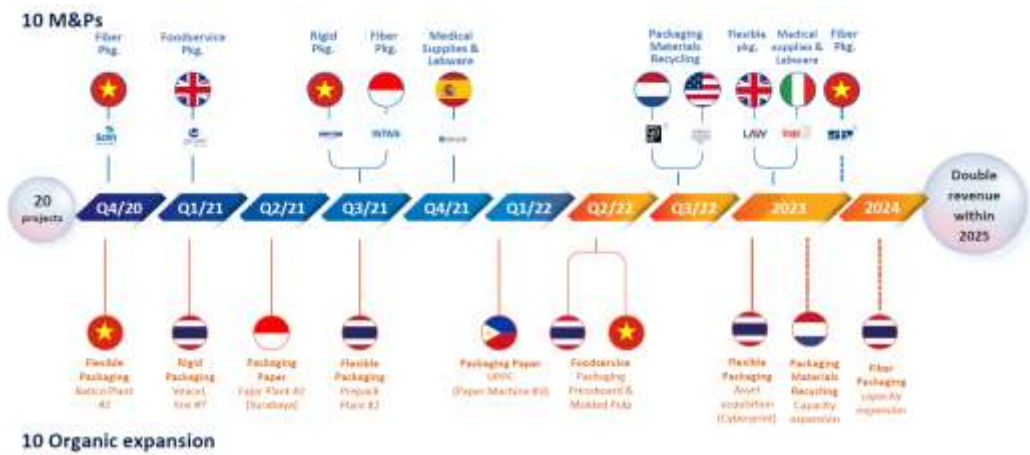 10 M&Ps
Fiber
Pkg.
Foodservice
Pkg.
Rigid
Pkg.
Fiber
Pkg.
Medical
Supplies &
Labware
Packaging
Materials
Recycling
Flexible
pkg.
Medical
supplies &
Labware
Fiber
Pkg.
20
projects
Q4/20
Q1/21
Q2/21
Q3/21
Q4/21
Q1/22
Q2/22
Q3/22
2023
2024
Double
revenue
within
2025
Flexible
Packaging
Batico Plant
#2
Rigid
Packaging
Packaging
Paper
Fajar Plant #2
(Surabaya)
Flexible
Packaging
Prepack
Plant #2
Packaging Paper
UPPC
(Paper Machine
Foodservice
Packaging
Pressboard &
Molded Pulp
Flexible
Packaging
Asset
acquisition
(Cyberprint)
Packaging
Materials
Recycling
Capacity
expansion
Fiber
Packaging
capacity
expansion
10 Organic expansion